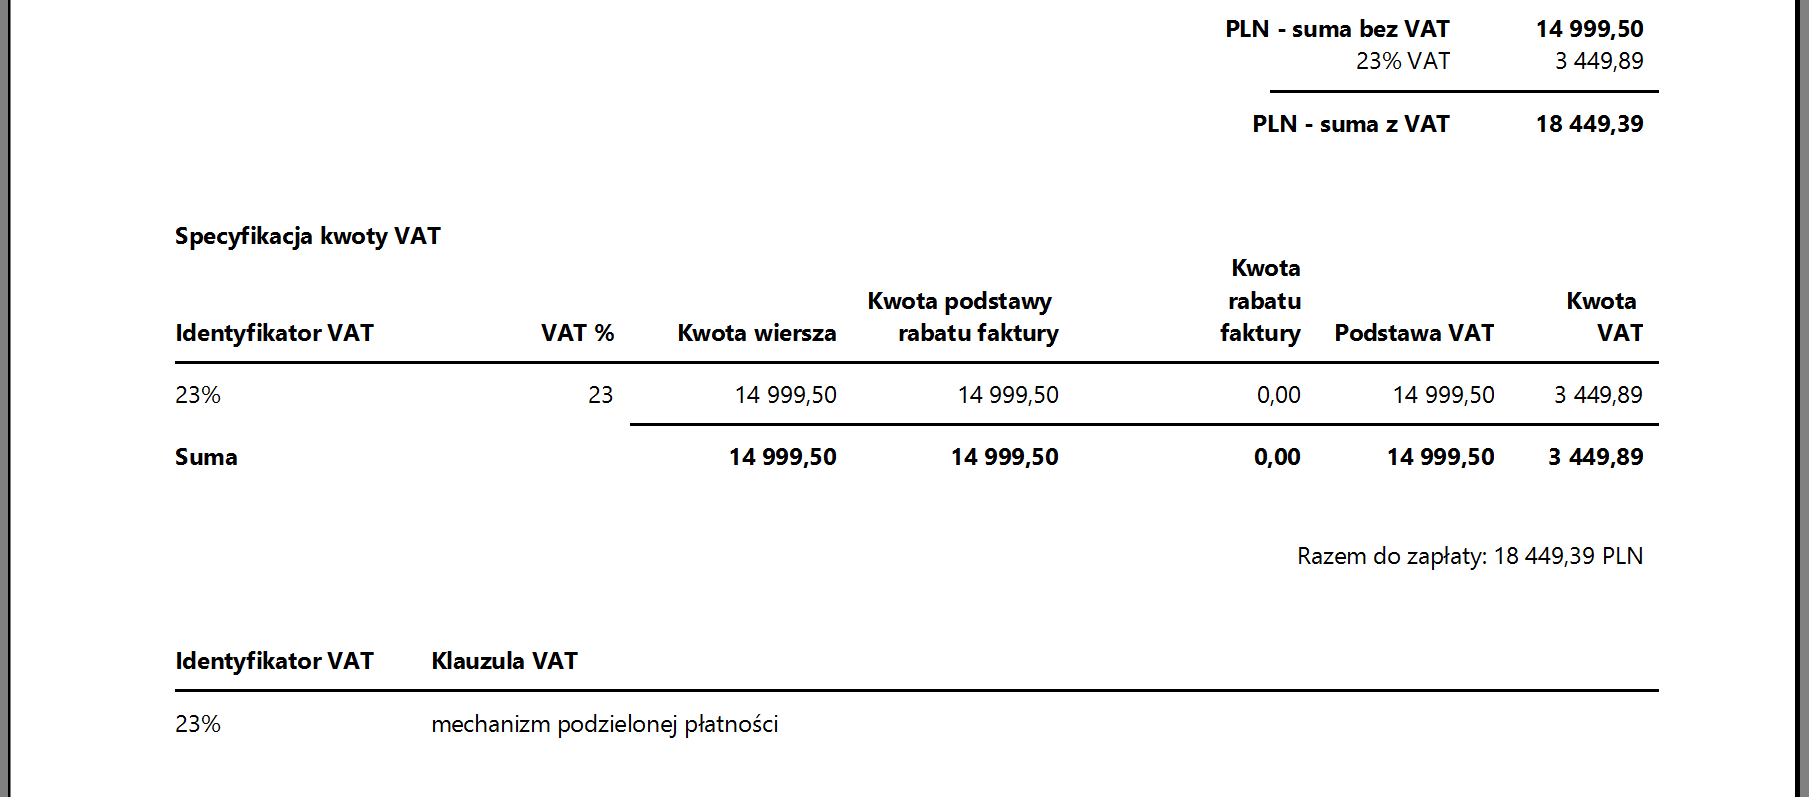 PLN - suma bez VAT 14 999,50
23% VAT 3 449,89
PLN - suma z VAT 18 449,39
Specyfikacja kwoty VAT
Identyfikator VAT VAT % Kwota wiersza Kwota podstawy rabatu faktury Kwota rabatu faktury Podstawa VAT Kwota VAT
23% 23 14 999,50 14 999,50 0,00 14 999,50 3 449,89
Suma 14 999,50 14 999,50 0,00 14 999,50 3 449,89
Razem do zapłaty: 18 449,39 PLN
Identyfikator VAT Klauzula VAT
23% mechanizm podzielonej płatności